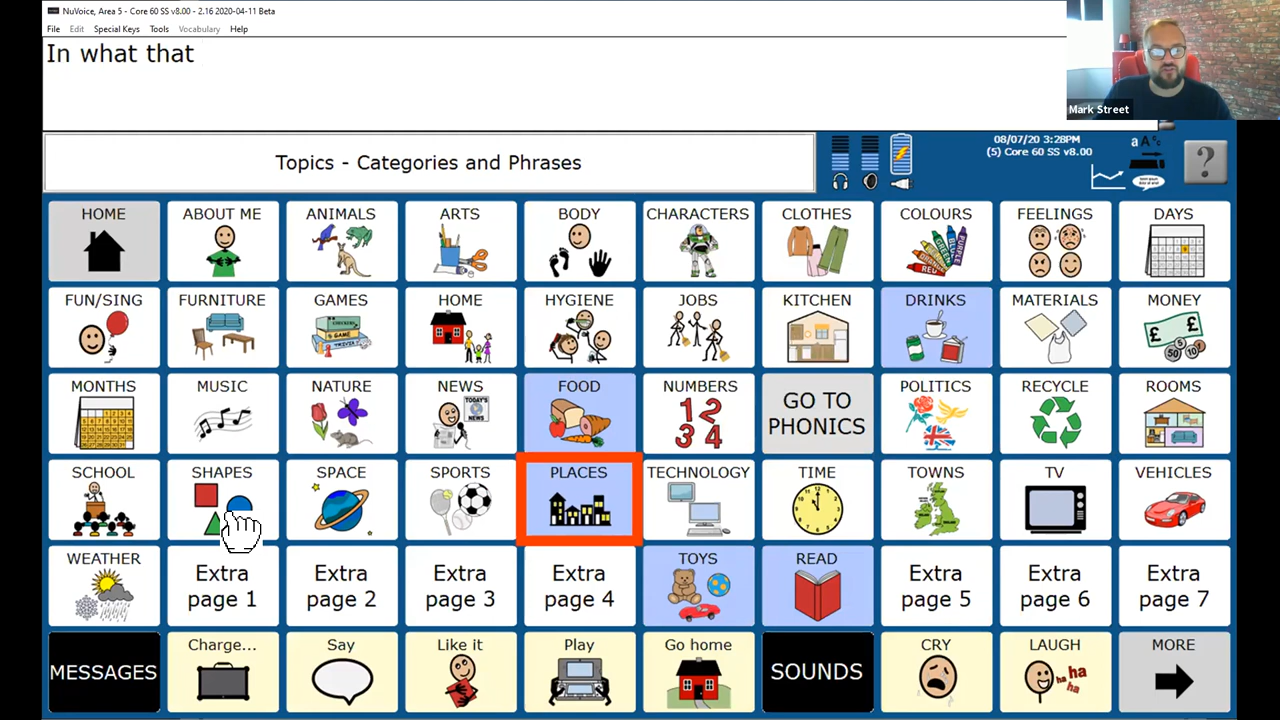 NuVoice, Area 5 - Core 60 SS v8.00 - 2.16 2020-04-11 Beta
File Edit Special Keys Tools Vocabulary Help
In what that
Mark Street
Topics - Categories and Phrases
08/07/20 3:28PM
(5) Core 60 SS v8.00
?
HOME ABOUT ME ANIMALS ARTS BODY CHARACTERS CLOTHES COLOURS FEELINGS DAYS
FUN/SING FURNITURE GAMES HOME HYGIENE JOBS KITCHEN DRINKS MATERIALS MONEY
MONTHS MUSIC NATURE NEWS FOOD NUMBERS GO TO PHONICS POLITICS RECYCLE ROOMS
SCHOOL SHAPES SPACE SPORTS PLACES TECHNOLOGY TIME TOWNS TV VEHICLES
WEATHER Extra page 1 Extra page 2 Extra page 3 Extra page 4 TOYS READ Extra page 5 Extra page 6 Extra page 7
MESSAGES Charge... Say Like it Play Go home SOUNDS CRY LAUGH MORE